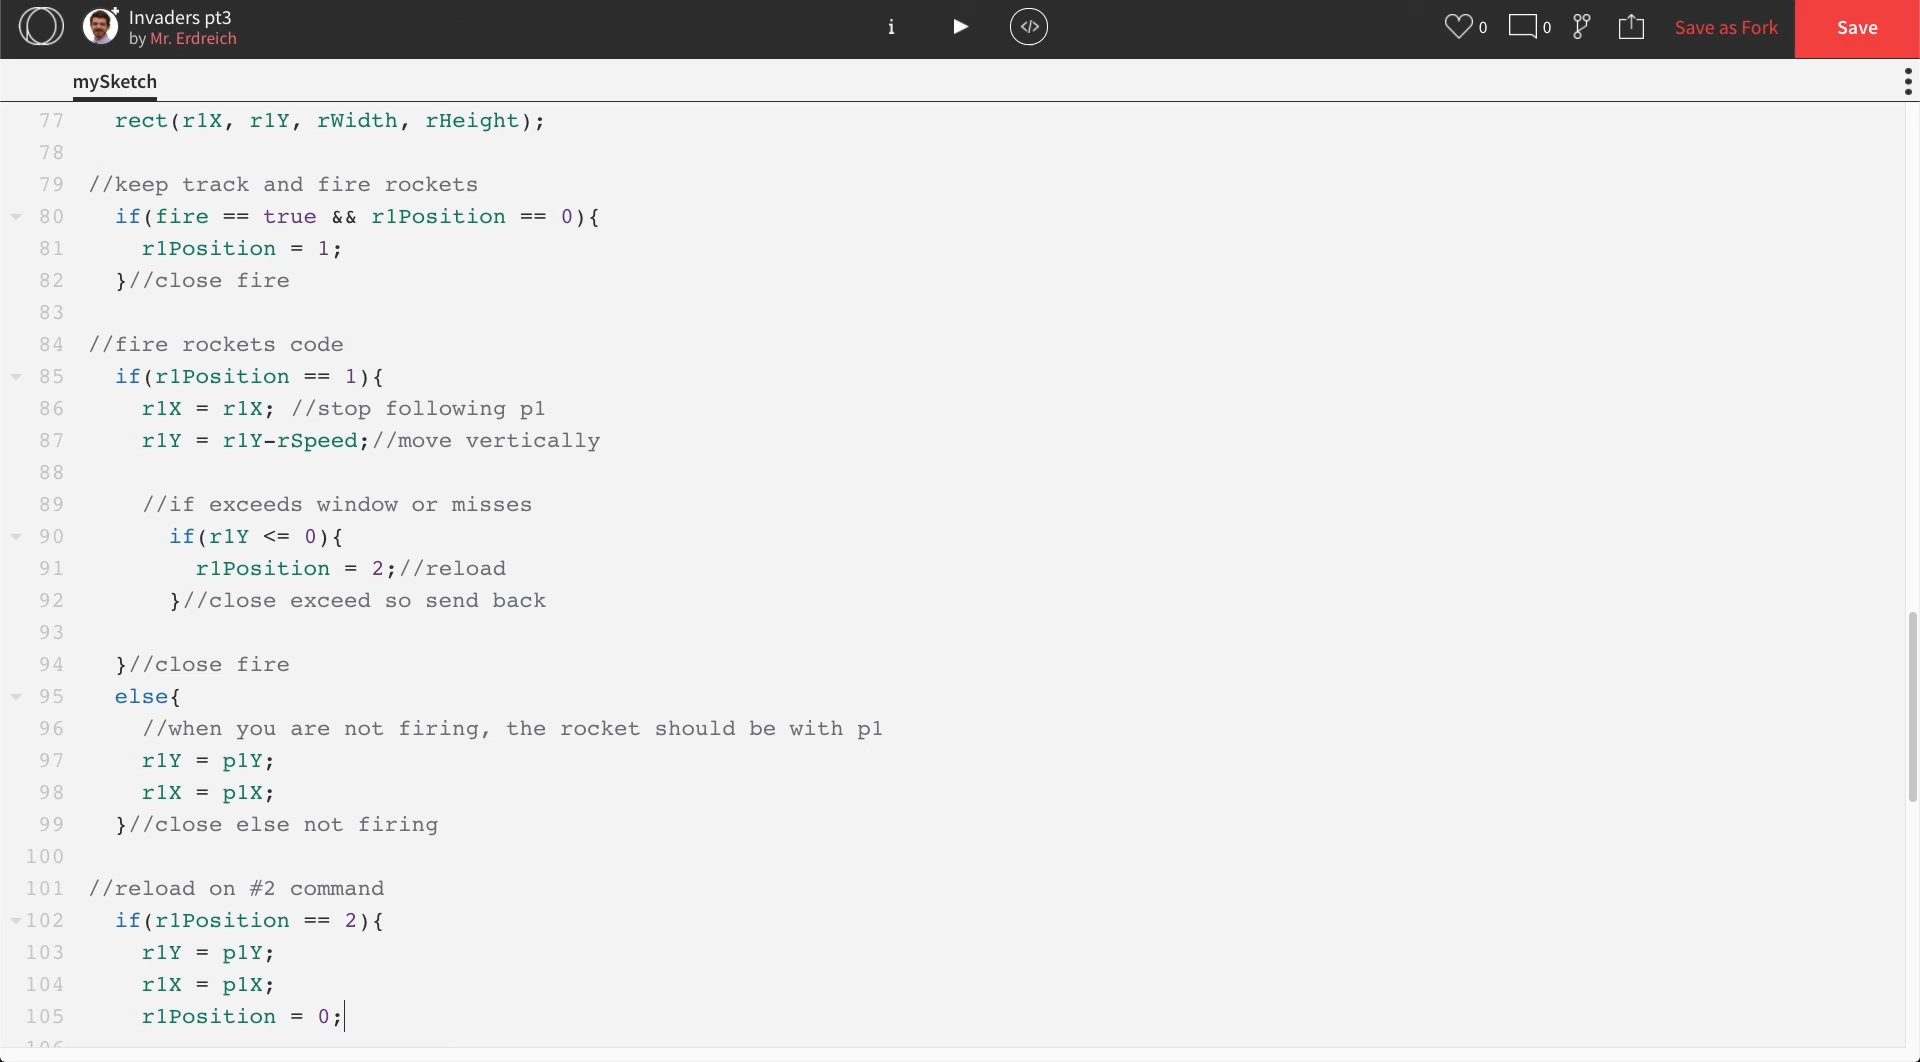 Invaders pt3
by Mr. Erdreich
i
</>
0
0
Save as Fork
Save
mySketch
77 rect(r1X, r1Y, rWidth, rHeight);
78
79 //keep track and fire rockets
80 if(fire == true && r1Position == 0){
81 r1Position = 1;
82 }//close fire
83
84 //fire rockets code
85 if(r1Position == 1){
86 r1X = r1X; //stop following p1
87 r1Y = r1Y-rSpeed;//move vertically
88
89 //if exceeds window or misses
90 if(r1Y <= 0){
91 r1Position = 2;//reload
92 }//close exceed so send back
93
94 }//close fire
95 else{
96 //when you are not firing, the rocket should be with p1
97 r1Y = p1Y;
98 r1X = p1X;
99 }//close else not firing
100
101 //reload on #2 command
102 if(r1Position == 2){
103 r1Y = p1Y;
104 r1X = p1X;
105 r1Position = 0;
106